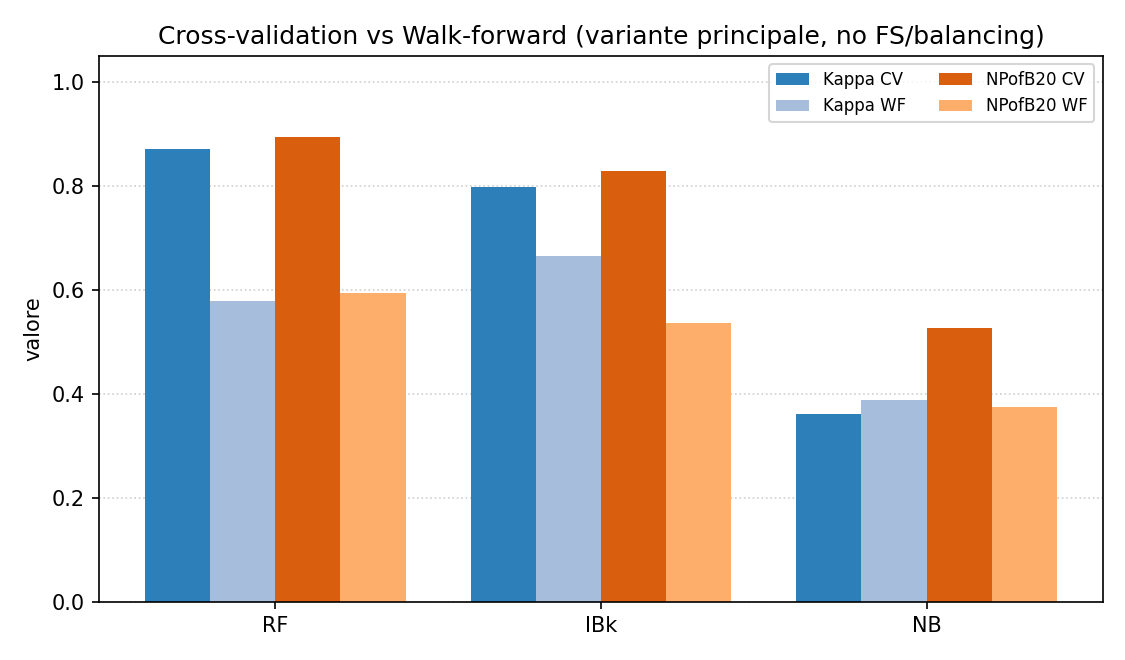 Cross-validation vs Walk-forward (variante principale, no FS/balancing)
Kappa CV
Kappa WF
NPofB20 CV
NPofB20 WF
valore
1.0
0.8
0.6
0.4
0.2
0.0
RF
IBk
NB